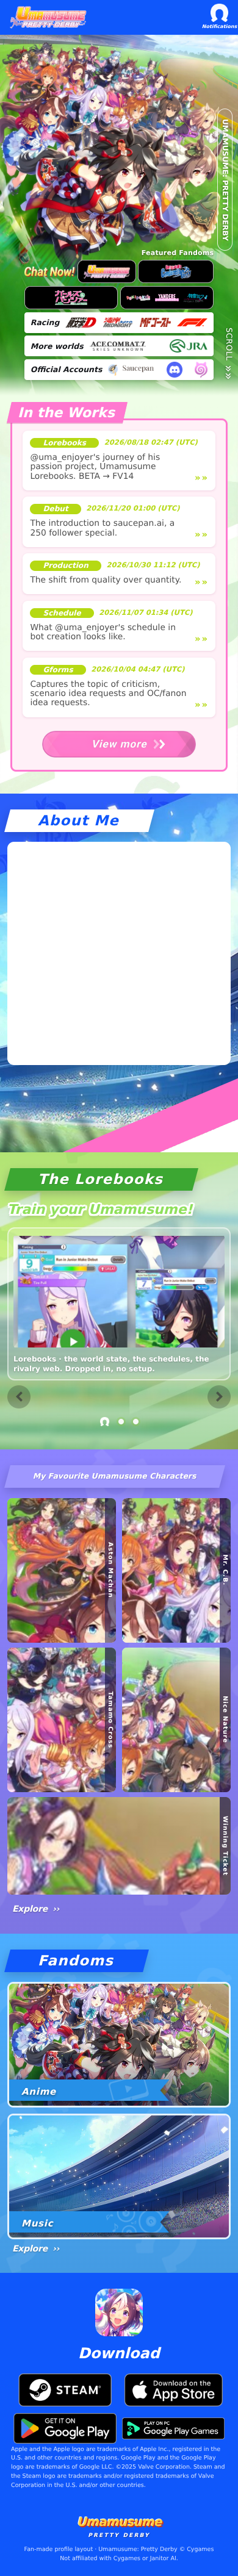 Umamusume
PRETTY DERBY
Notifications
UMAMUSUME: PRETTY DERBY
Featured Fandoms
Chat Now!
Umamusume
Racing
INITIAL D
MFゴースト
F1
More worlds
ACE COMBAT
SKIES UNKNOWN
JRA
Official Accounts
Saucepan
SCROLL
In the Works
Lorebooks 2026/08/18 02:47 (UTC)
@uma_enjoyer's journey of his
passion project, Umamusume
Lorebooks. BETA → FV14
Debut 2026/11/20 01:00 (UTC)
The introduction to saucepan.ai, a
250 follower special.
Production 2026/10/30 11:12 (UTC)
The shift from quality over quantity.
Schedule 2026/11/07 01:34 (UTC)
What @uma_enjoyer's schedule in
bot creation looks like.
Gforms 2026/10/04 04:47 (UTC)
Captures the topic of criticism,
scenario idea requests and OC/fanon
idea requests.
View more
About Me
The Lorebooks
Train your Umamusume!
Lorebooks · the world state, the schedules, the
rivalry web. Dropped in, no setup.
My Favourite Umamusume Characters
Aston Machan
Mr. C.B.
Tamamo Cross
Nice Nature
Winning Ticket
Explore ››
Fandoms
Anime
Music
Explore ››
Download
STEAM
Download on the
App Store
GET IT ON
Google Play
PLAY ON PC
Google Play Games
Apple and the Apple logo are trademarks of Apple Inc., registered in the
U.S. and other countries and regions. Google Play and the Google Play
logo are trademarks of Google LLC. ©2025 Valve Corporation. Steam and
the Steam logo are trademarks and/or registered trademarks of Valve
Corporation in the U.S. and/or other countries.
Umamusume
PRETTY DERBY
Fan-made profile layout · Umamusume: Pretty Derby © Cygames
Not affiliated with Cygames or Janitor AI.